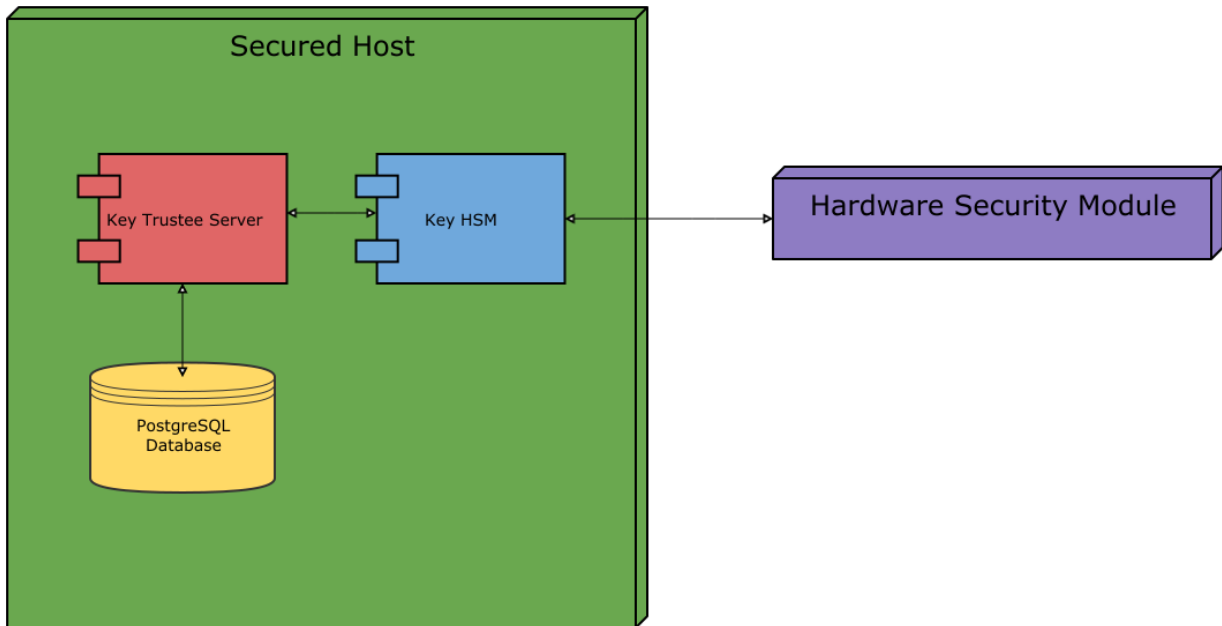 Secured Host
Key Trustee Server
Key HSM
Hardware Security Module
PostgreSQL
Database